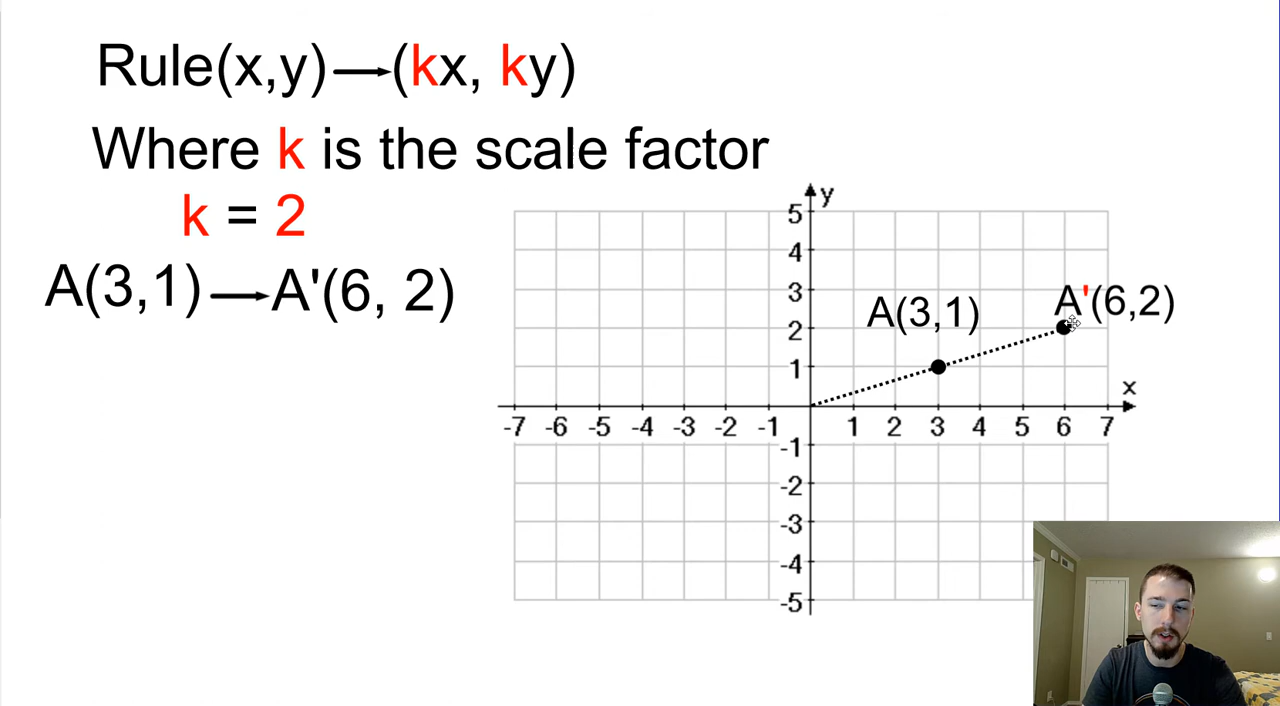 Rule(x,y)→(kx, ky)
Where k is the scale factor
k = 2
A(3,1)→A'(6, 2)
y
5
4
3
2
1
A(3,1)
A'(6,2)
x
-7 -6 -5 -4 -3 -2 -1 1 2 3 4 5 6 7
-1
-2
-3
-4
-5